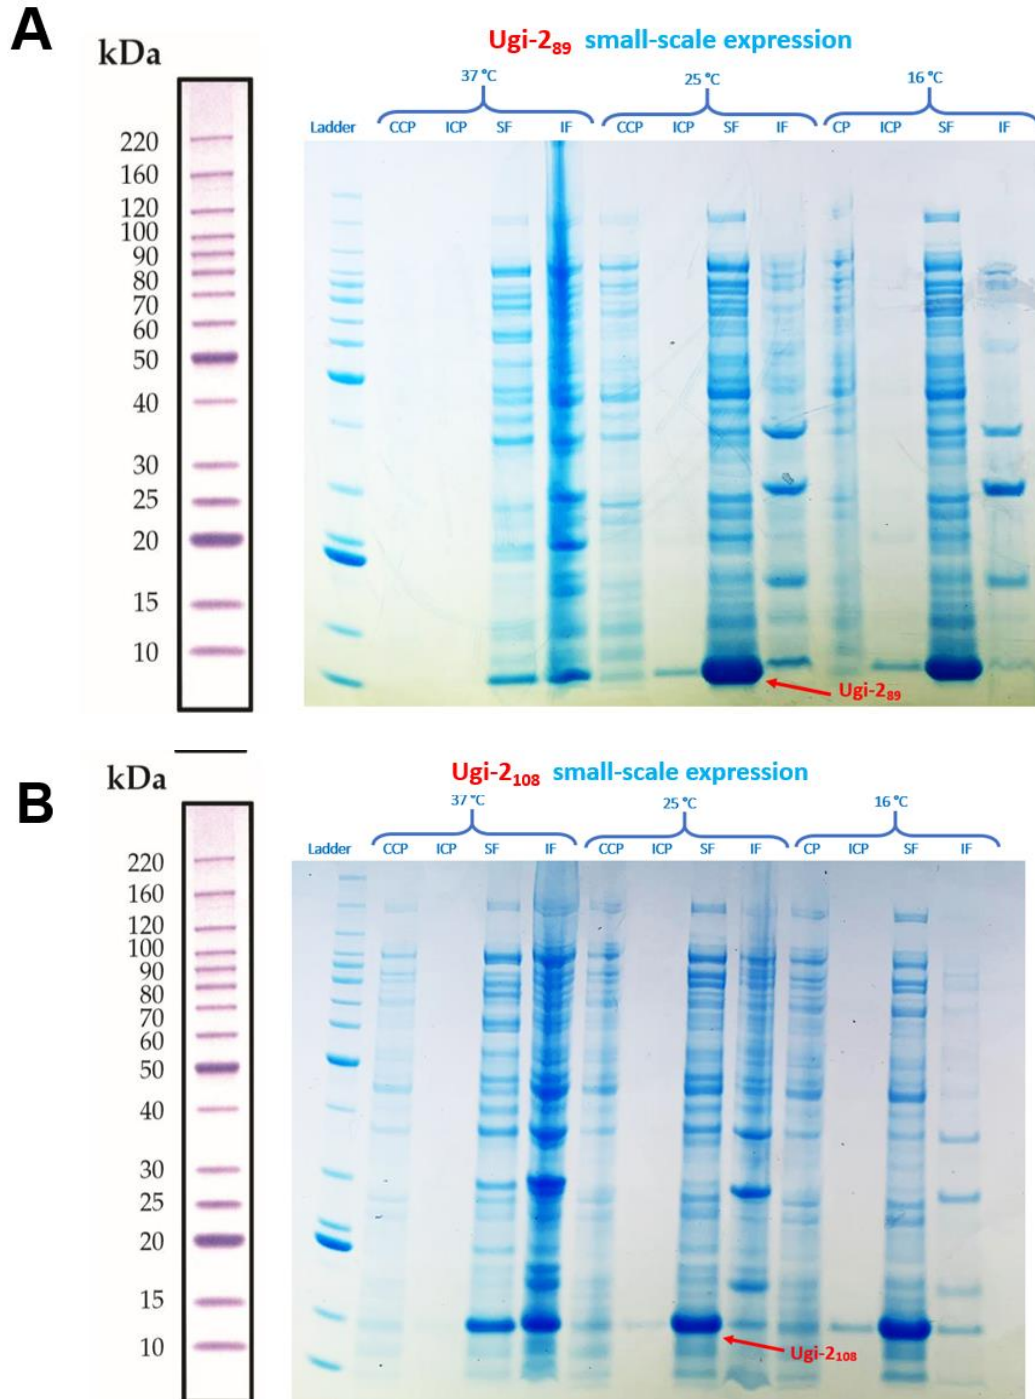 A
Ugi-2₈₉ small-scale expression
kDa
37 °C
25 °C
16 °C
Ladder CCP ICP SF IF CCP ICP SF IF CP ICP SF IF
220
160
120
100
90
80
70
60
50
40
30
25
20
15
10
Ugi-2₈₉
B
kDa
Ugi-2₁₀₈ small-scale expression
37 °C
25 °C
16 °C
Ladder CCP ICP SF IF CCP ICP SF IF CP ICP SF IF
220
160
120
100
90
80
70
60
50
40
30
25
20
15
10
Ugi-2₁₀₈